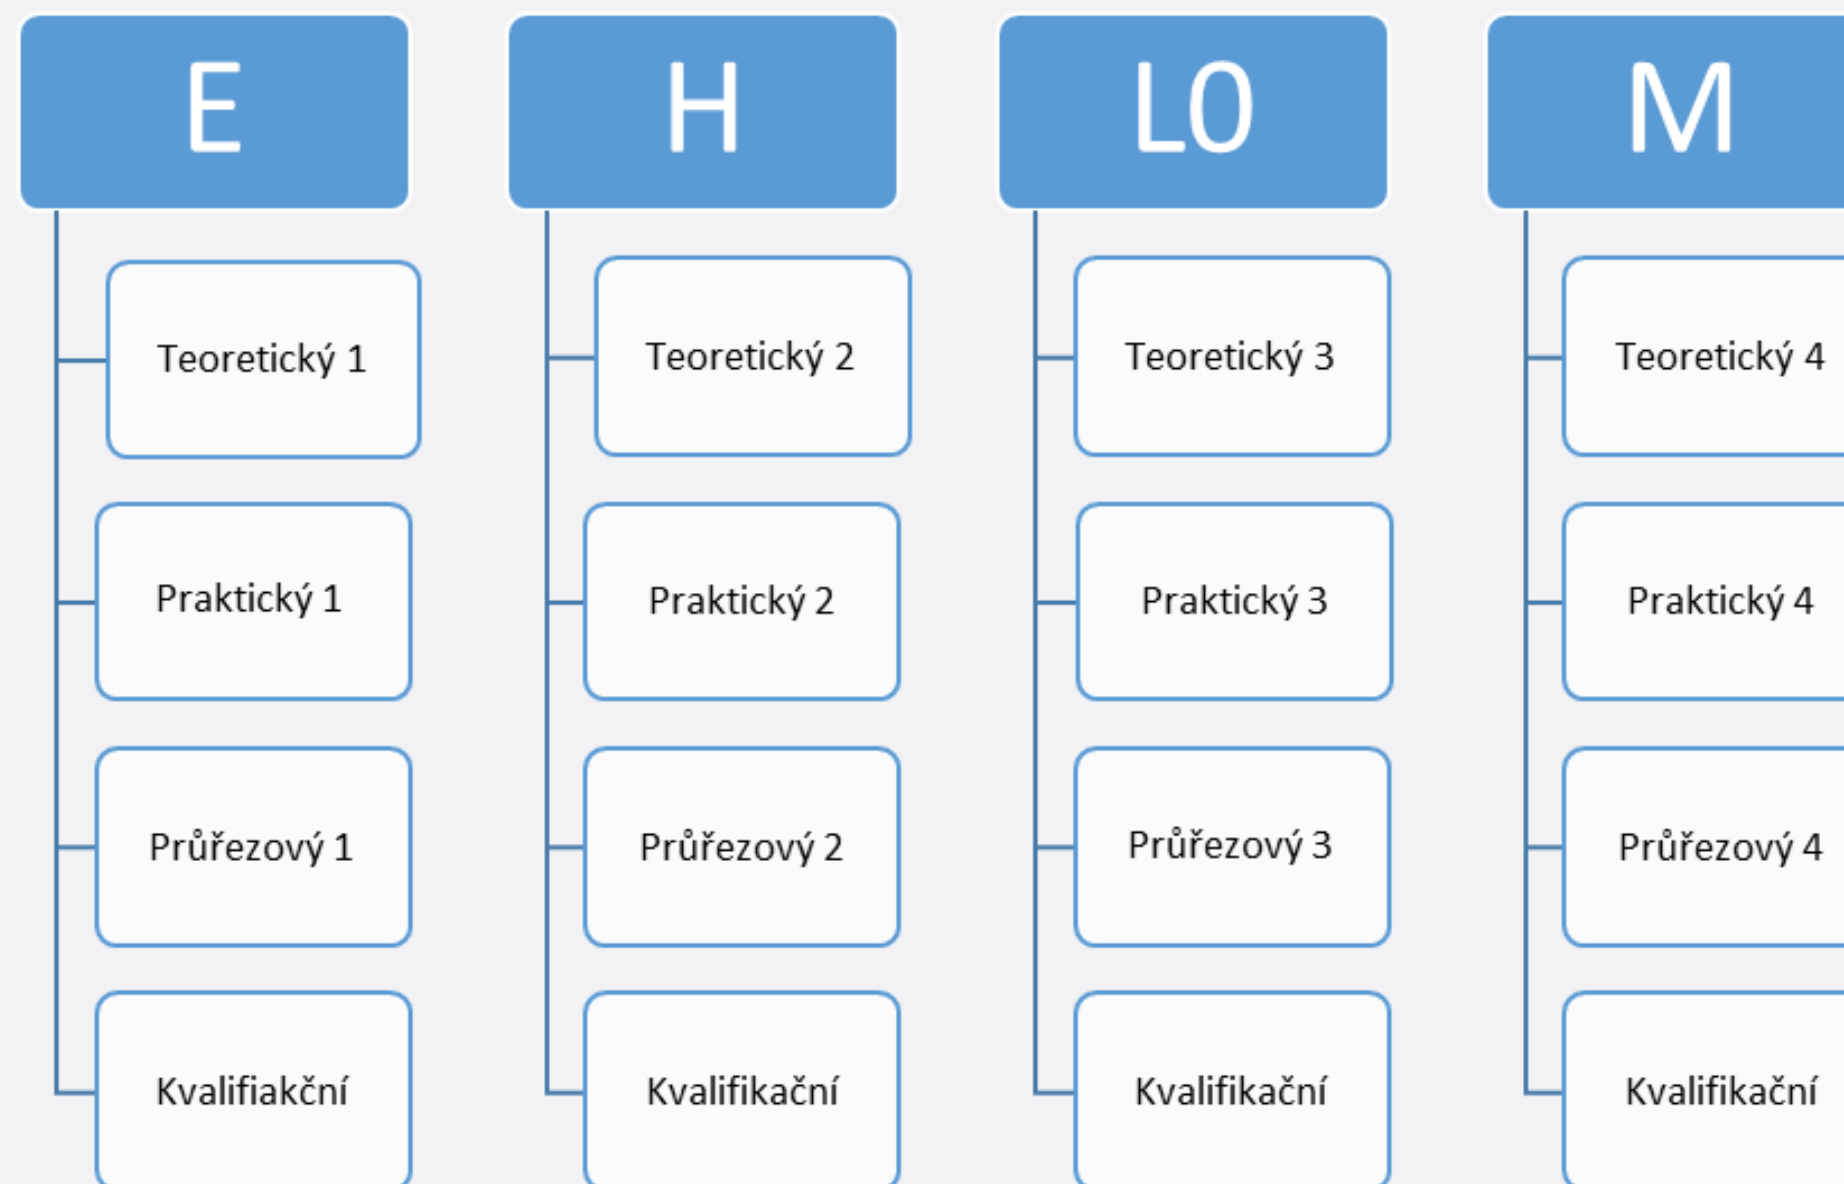 E
Teoretický 1
Praktický 1
Průřezový 1
Kvalifiakční
H
Teoretický 2
Praktický 2
Průřezový 2
Kvalifikační
L0
Teoretický 3
Praktický 3
Průřezový 3
Kvalifikační
M
Teoretický 4
Praktický 4
Průřezový 4
Kvalifikační